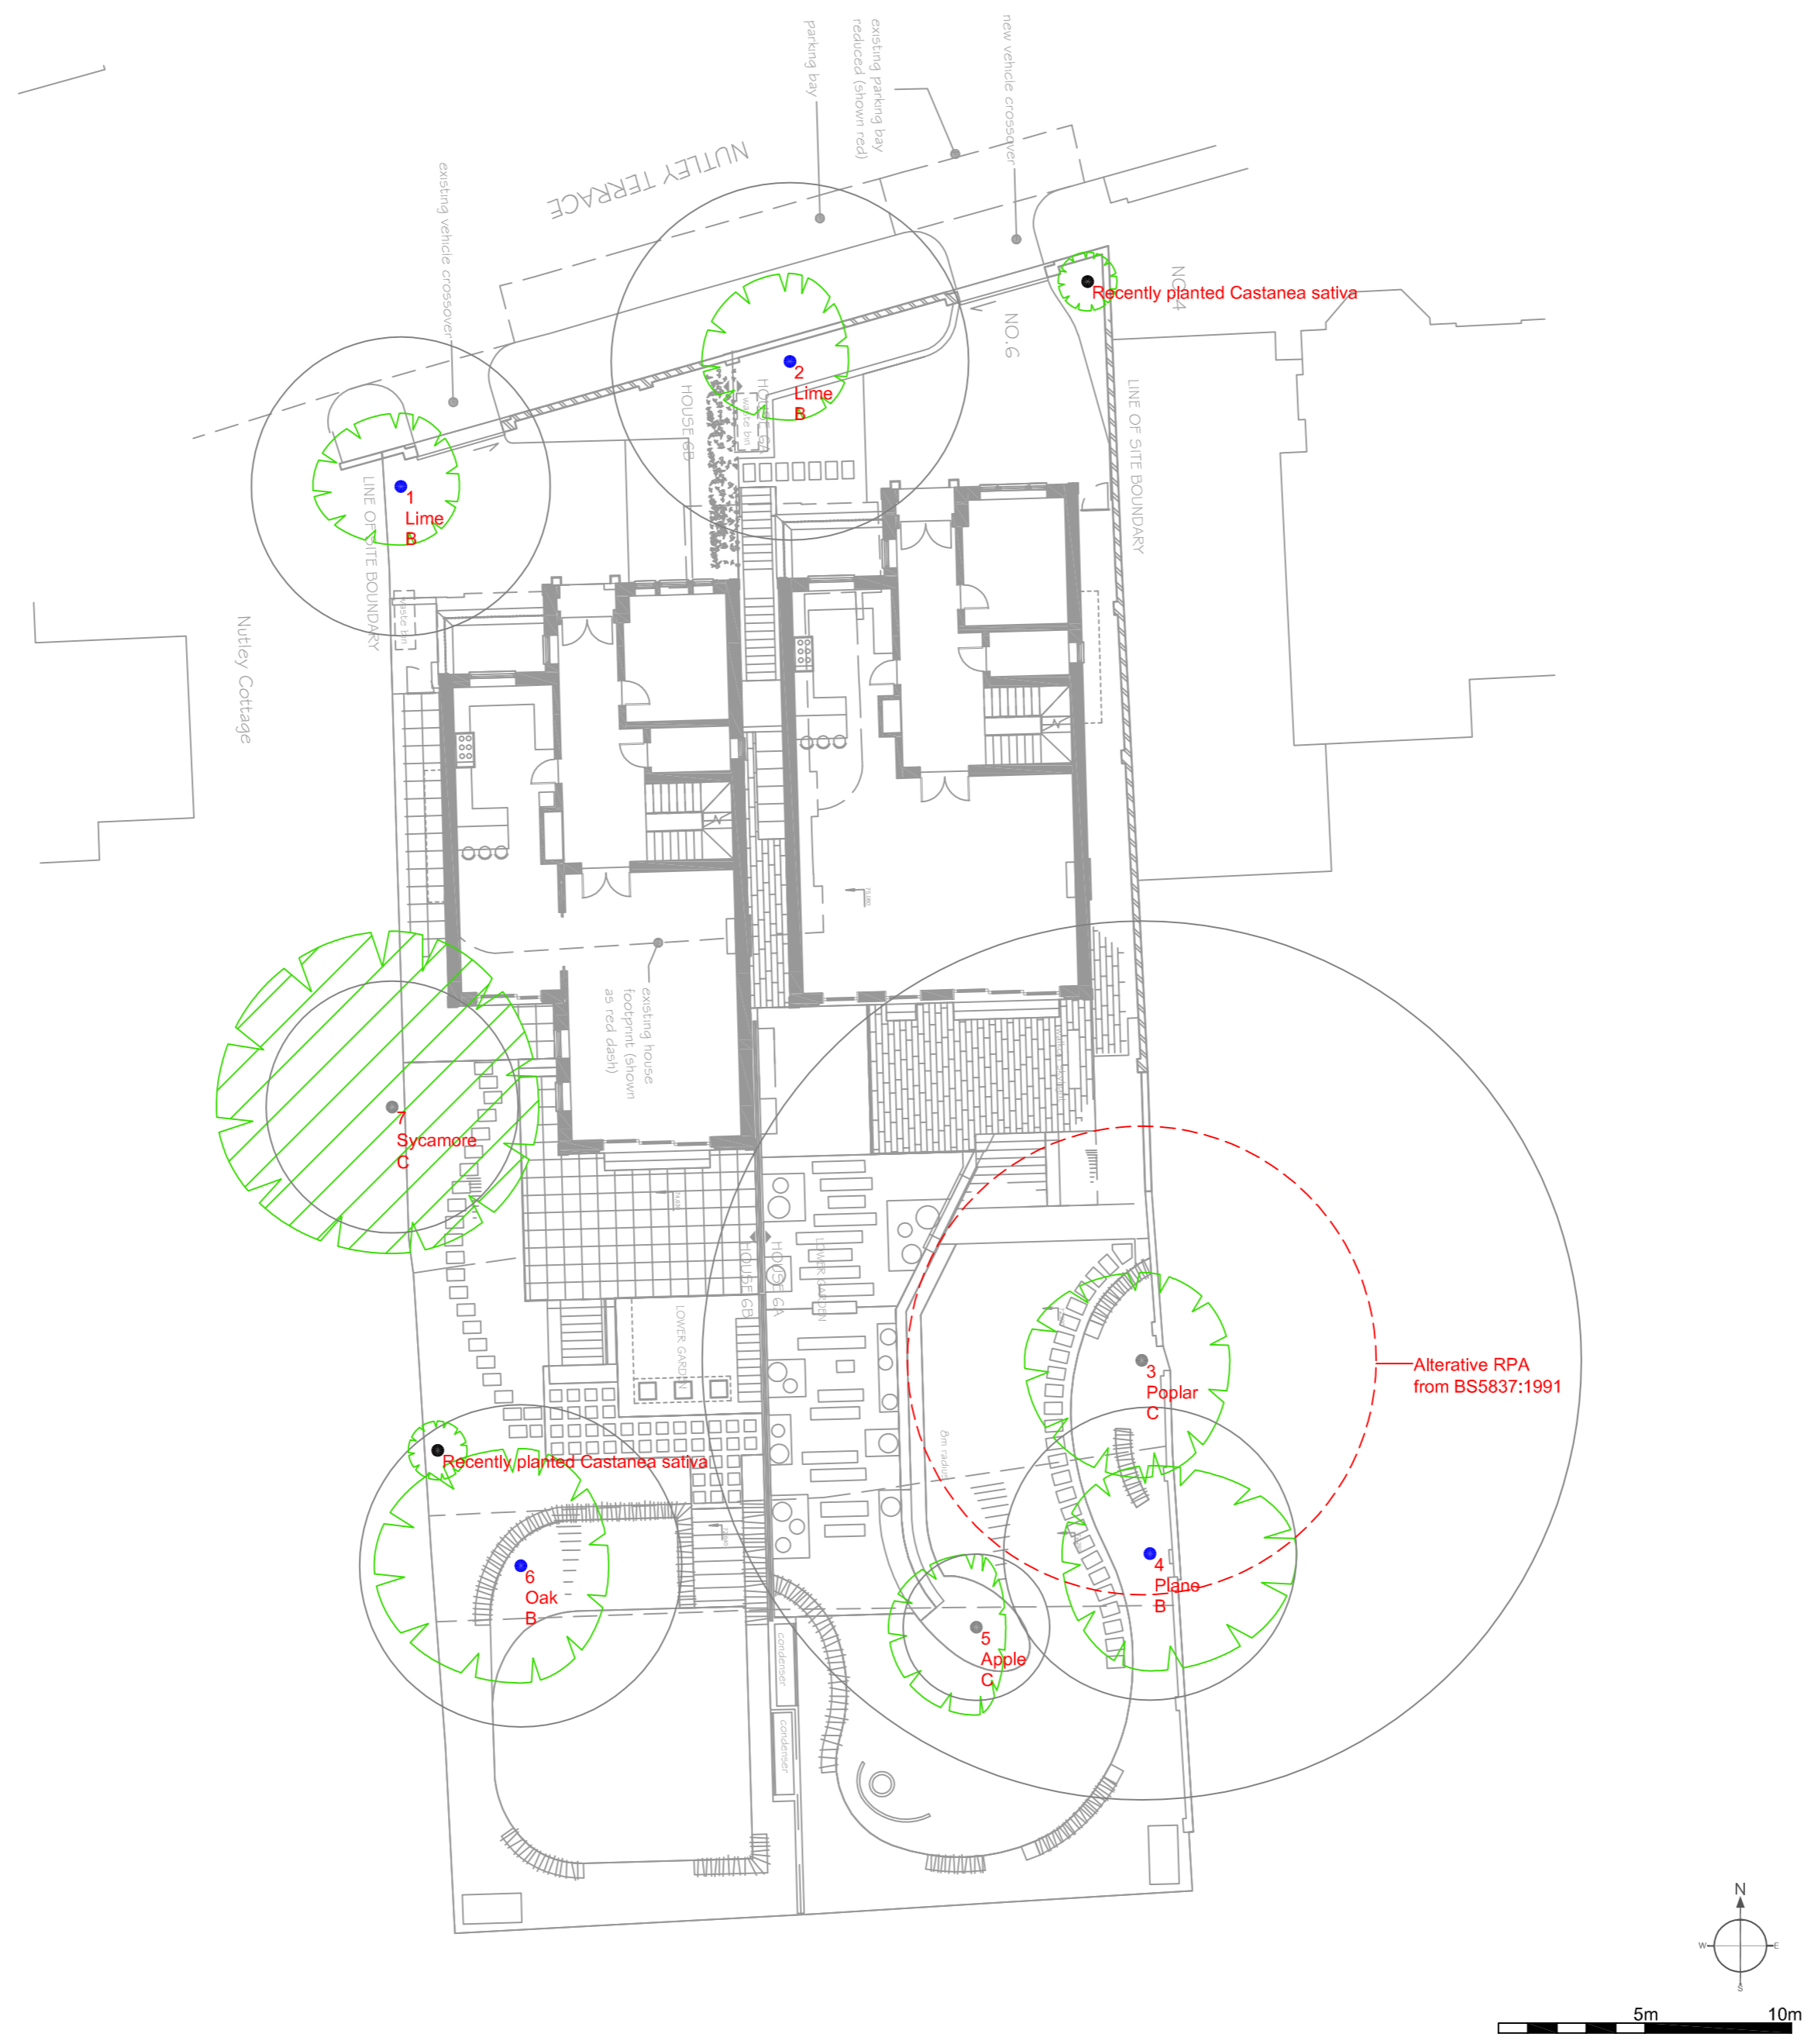 parking bay
existing parking bay
reduced (shown red)
new vehicle crossover
NUTLEY TERRACE
existing vehicle crossover
NO.4
Recently planted Castanea sativa
NO.6
2
Lime
B
HOUSE 6B
HOUSE 6A
waste bin
LINE OF SITE BOUNDARY
1
Lime
B
LINE OF SITE BOUNDARY
waste bin
Nutley Cottage
existing house
footprint (shown
as red dash)
7
Sycamore
C
HOUSE 6B
HOUSE 6A
LOWER GARDEN
LOWER GARDEN
3
Poplar
C
Alterative RPA
from BS5837:1991
8m radius
Recently planted Castanea sativa
4
Plane
B
6
Oak
B
5
Apple
C
condenser
condenser
N
W
E
S
5m
10m